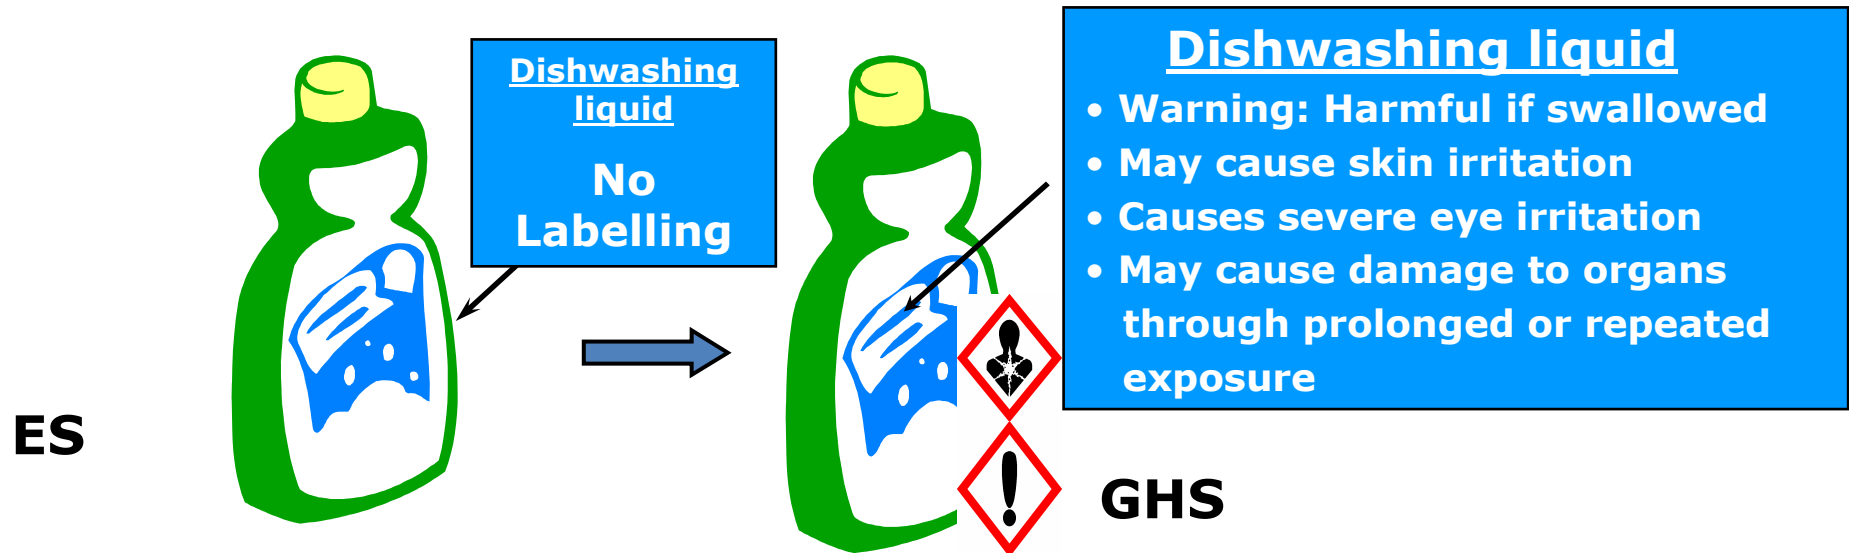 Dishwashing
liquid
No
Labelling
ES
Dishwashing liquid
• Warning: Harmful if swallowed
• May cause skin irritation
• Causes severe eye irritation
• May cause damage to organs
through prolonged or repeated
exposure
GHS